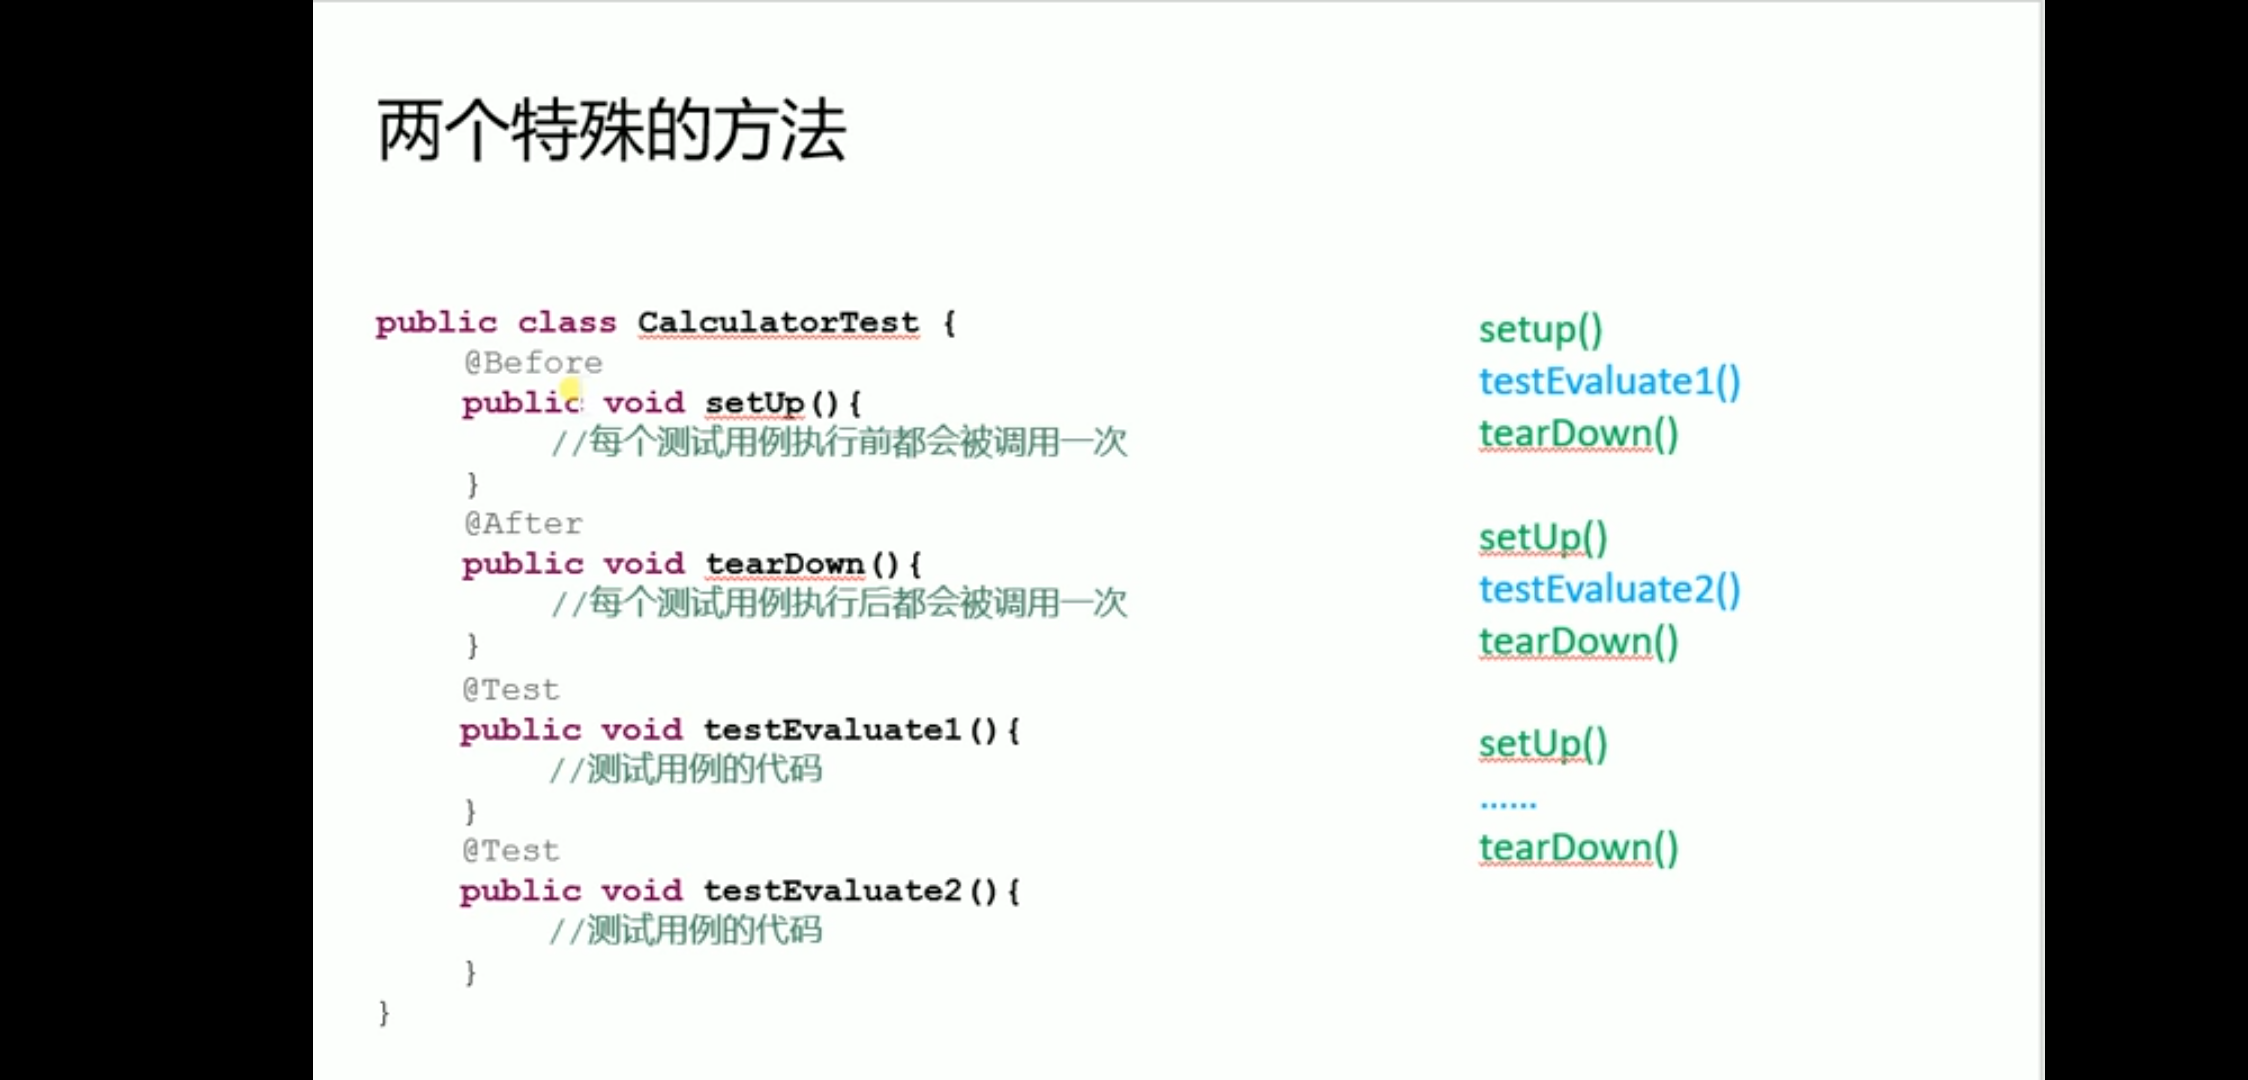 两个特殊的方法
public class CalculatorTest {
@Before
public void setUp(){
//每个测试用例执行前都会被调用一次
}
@After
public void tearDown(){
//每个测试用例执行后都会被调用一次
}
@Test
public void testEvaluate1(){
//测试用例的代码
}
@Test
public void testEvaluate2(){
//测试用例的代码
}
}
setup()
testEvaluate1()
tearDown()
setUp()
testEvaluate2()
tearDown()
setUp()
......
tearDown()